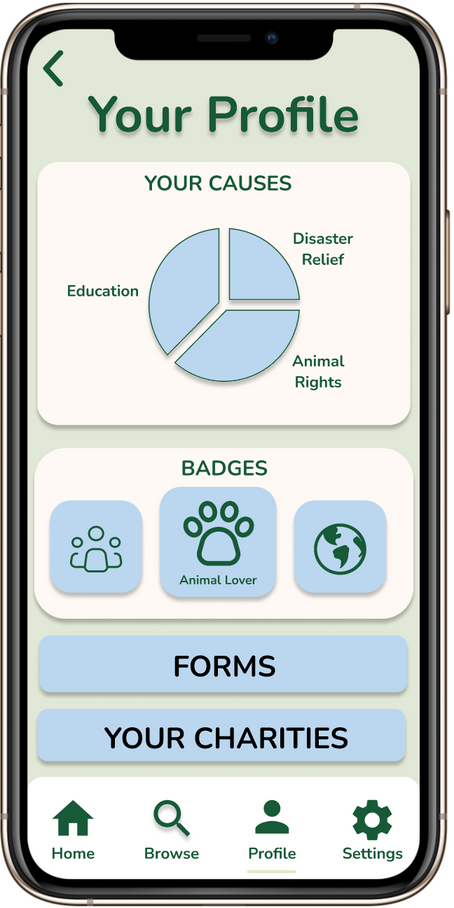 Your Profile
YOUR CAUSES
Disaster
Relief
Education
Animal
Rights
BADGES
Animal Lover
FORMS
YOUR CHARITIES
Home
Browse
Profile
Settings